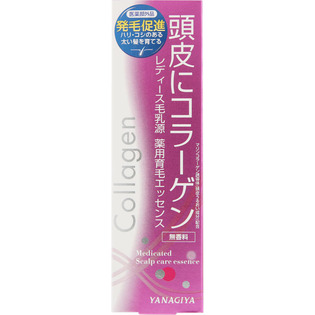 医薬部外品
発毛促進
ハリ・コシのある
太い髪を育てる
頭皮にコラーゲン
レディース毛乳源 薬用育毛エッセンス
無香料
Collagen
Medicated
Scalp care essence
YANAGIYA